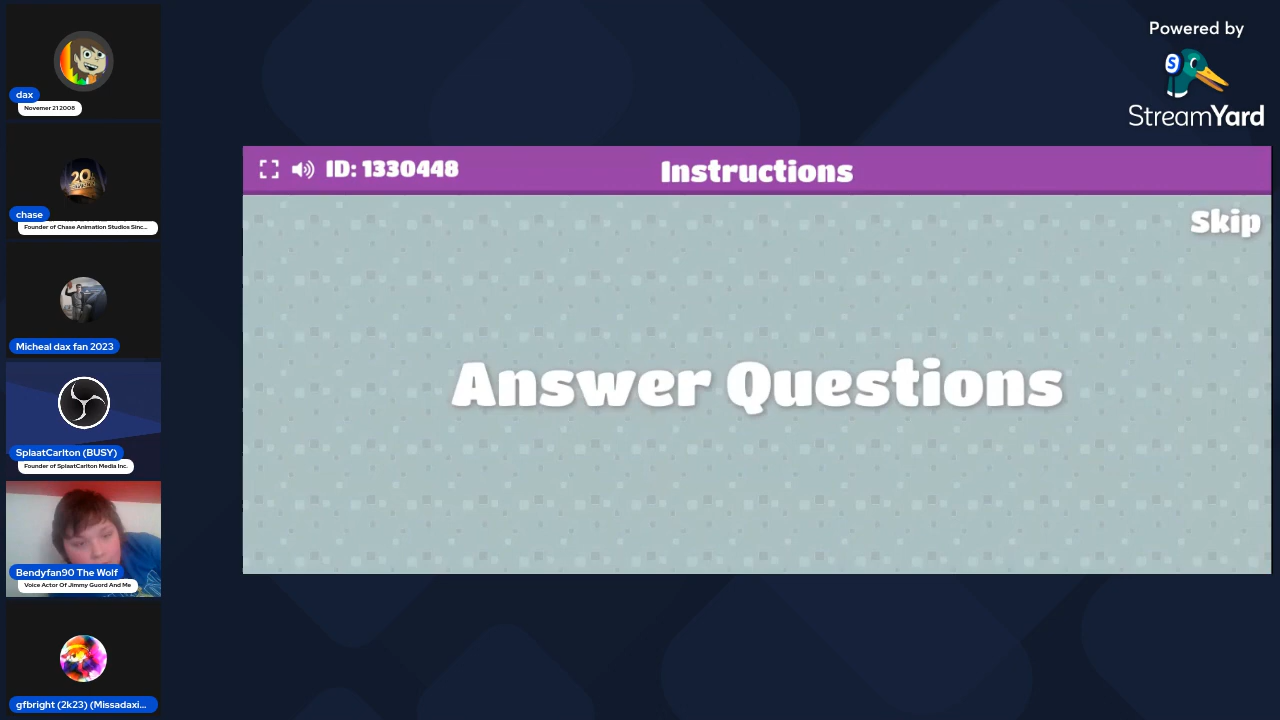 dax
Novemer 21 2008
chase
Founder of Chase Animation Studios Sinc...
Micheal dax fan 2023
SplaatCarlton (BUSY)
Founder of SplaatCarlton Media Inc.
Bendyfan90 The Wolf
Voice Actor Of Jimmy Guord And Me
gfbright (2k23) (Missadaxi...
Powered by
StreamYard
ID: 1330448
Instructions
Skip
Answer Questions
20